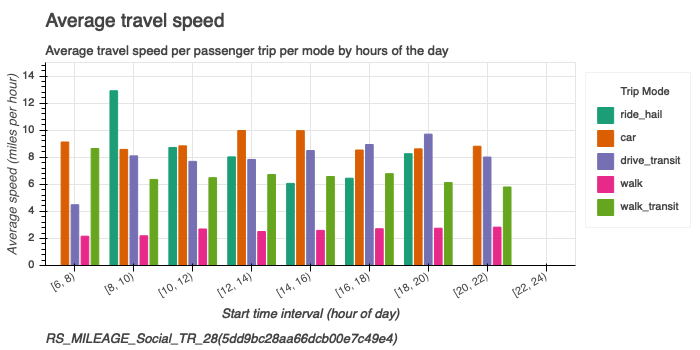 Average travel speed
Average travel speed per passenger trip per mode by hours of the day
Average speed (miles per hour)
14
12
10
8
6
4
2
0
[6, 8)
[8, 10)
[10, 12)
[12, 14)
[14, 16)
[16, 18)
[18, 20)
[20, 22)
[22, 24)
Start time interval (hour of day)
Trip Mode
ride_hail
car
drive_transit
walk
walk_transit
RS_MILEAGE_Social_TR_28(5dd9bc28aa66dcb00e7c49e4)